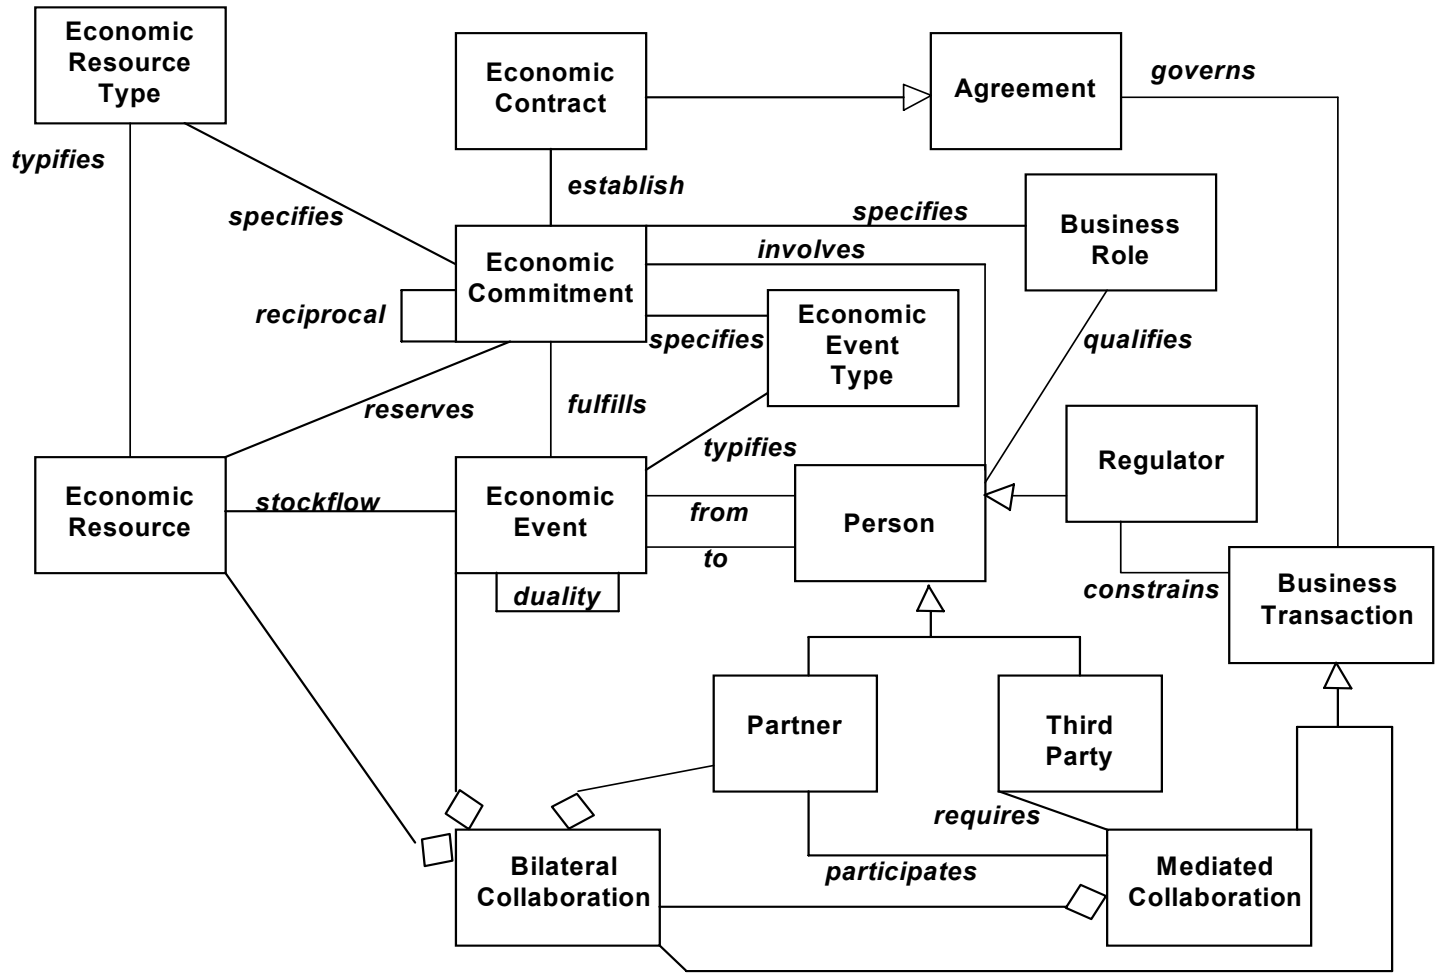 Economic
Resource
Type
Economic
Contract
Agreement
governs
typifies
establish
specifies
specifies
Business
Role
involves
Economic
Commitment
reciprocal
specifies
Economic
Event
Type
qualifies
reserves
fulfills
typifies
Regulator
Economic
Resource
stockflow
Economic
Event
from
to
Person
duality
constrains
Business
Transaction
Partner
Third
Party
requires
participates
Bilateral
Collaboration
Mediated
Collaboration